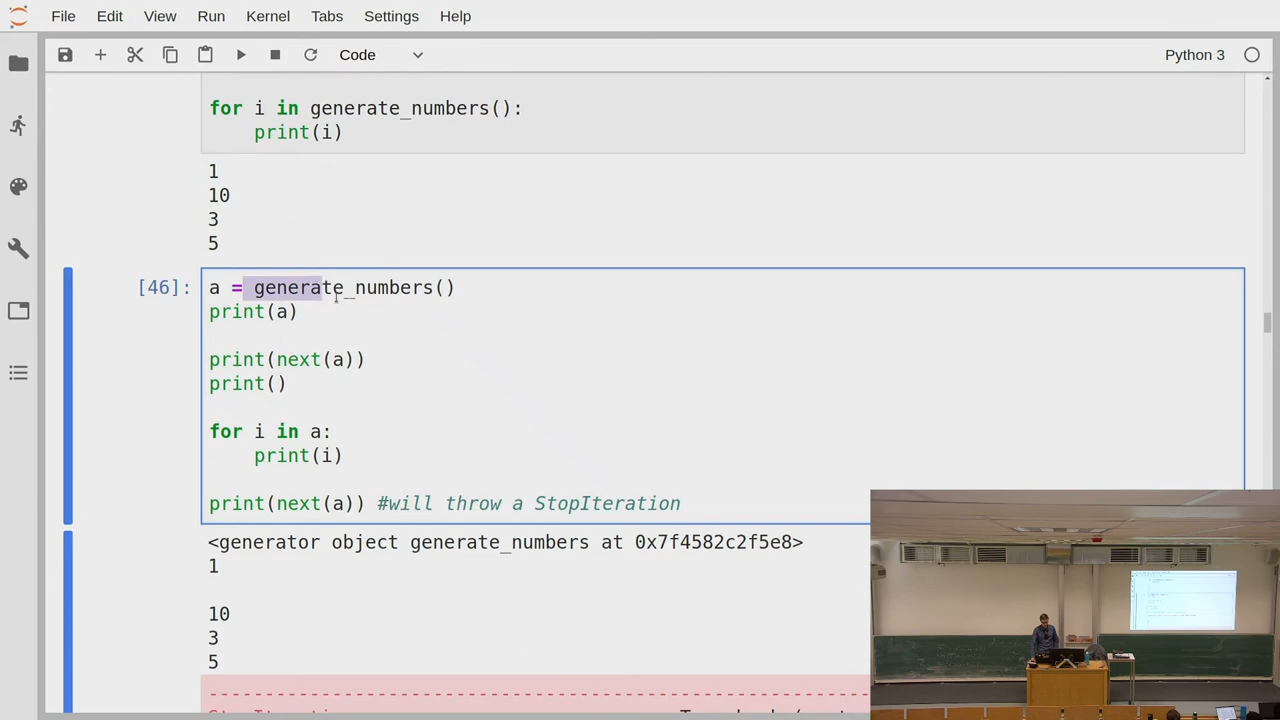 File Edit View Run Kernel Tabs Settings Help
Code
Python 3
for i in generate_numbers():
    print(i)
1
10
3
5
[46]:
a = generate_numbers()
print(a)
print(next(a))
print()
for i in a:
    print(i)
print(next(a)) #will throw a StopIteration
<generator object generate_numbers at 0x7f4582c2f5e8>
1
10
3
5